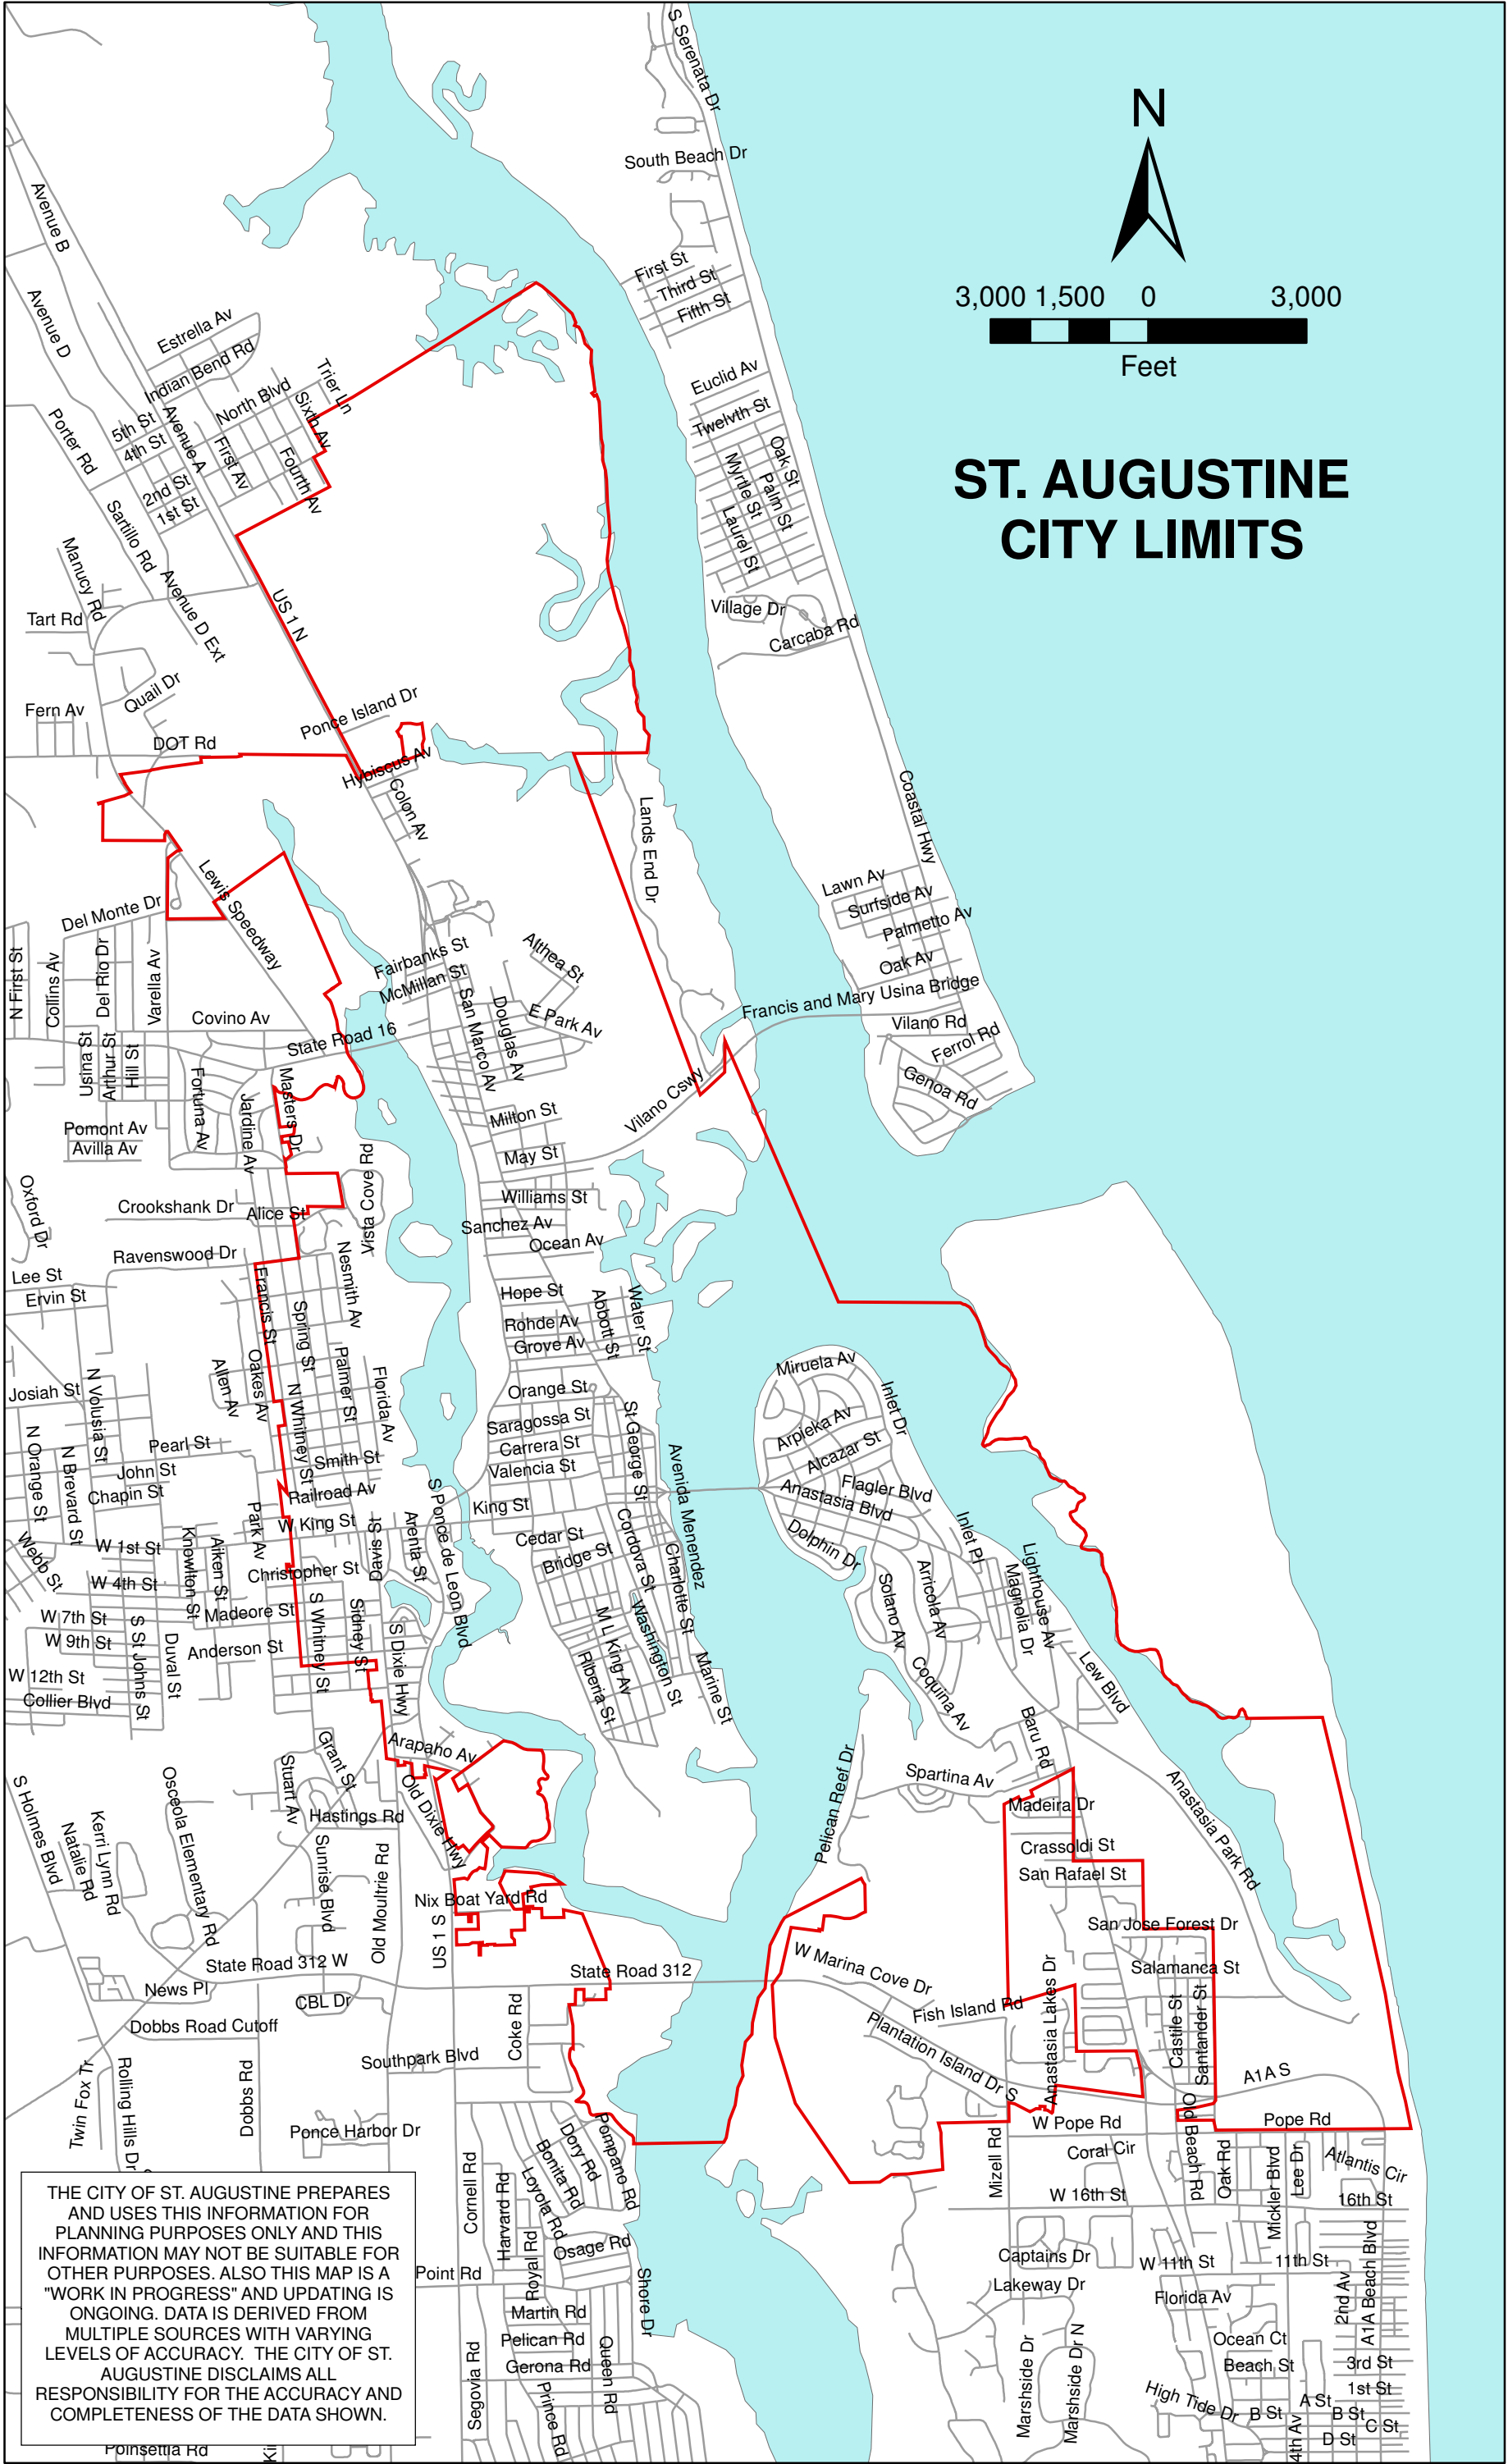 S Serenata Dr
N
South Beach Dr
Avenue B
First St
Third St
Fifth St
3,000 1,500 0 3,000
Feet
Avenue D
Estrella Av
Indian Bend Rd
Trier Ln
North Blvd
Sixth Av
Euclid Av
Twelvth St
Porter Rd
5th St
4th St
Avenue A
First Av
Fourth Av
2nd St
1st St
Oak St
Myrtle St
Palm St
Laurel St
ST. AUGUSTINE
CITY LIMITS
Sartillo Rd
Manucy Rd
Avenue D Ext
US 1 N
Tart Rd
Village Dr
Carcaba Rd
Quail Dr
Fern Av
Ponce Island Dr
DOT Rd
Hybiscus Av
Colon Av
Lands End Dr
Coastal Hwy
Lewis Speedway
Lawn Av
Surfside Av
Palmetto Av
Oak Av
Del Monte Dr
N First St
Collins Av
Del Rio Dr
Varella Av
Fairbanks St
McMillan St
Althea St
San Marco Av
Douglas Av
E Park Av
Francis and Mary Usina Bridge
Covino Av
State Road 16
Vilano Rd
Ferrol Rd
Genoa Rd
Usina St
Arthur St
Hill St
Fortuna Av
Jardine Av
Masters Dr
Vilano Cswy
Milton St
Pomont Av
Avilla Av
May St
Vista Cove Rd
Oxford Dr
Crookshank Dr
Alice St
Williams St
Sanchez Av
Ocean Av
Ravenswood Dr
Nesmith Av
Lee St
Ervin St
Francis St
Spring St
Hope St
Abbott St
Water St
Rohde Av
Grove Av
Miruela Av
Josiah St
N Volusia St
Allen Av
Oakes Av
Palmer St
Florida Av
N Whitney St
Orange St
Saragossa St
St George St
Inlet Dr
Arpieka Av
N Orange St
N Brevard St
Pearl St
John St
Chapin St
Smith St
Railroad Av
Carrera St
Valencia St
Avenida Menendez
Alcazar St
Flagler Blvd
Anastasia Blvd
S Ponce de Leon Blvd
King St
Park Av
W King St
Davis St
Arenta St
Cedar St
Bridge St
Cordova St
Charlotte St
Dolphin Dr
Inlet Pl
Webb St
W 1st St
Knowlton St
Aiken St
Christopher St
W 4th St
Lighthouse Av
Magnolia Dr
Solano Av
Arricola Av
W 7th St
Madeore St
W 9th St
S St Johns St
Duval St
Anderson St
S Whitney St
Sidney St
S Dixie Hwy
M L King Av
Washington St
Riberia St
Marine St
W 12th St
Collier Blvd
Coquina Av
Lew Blvd
Baru Rd
Grant St
Arapaho Av
Pelican Reef Dr
Spartina Av
Anastasia Park Rd
S Holmes Blvd
Natalie Rd
Kerri Lynn Rd
Osceola Elementary Rd
Stuart Av
Hastings Rd
Old Dixie Hwy
Madeira Dr
Crassoldi St
San Rafael St
Sunrise Blvd
Old Moultrie Rd
Nix Boat Yard Rd
US 1 S
San Jose Forest Dr
Salamanca St
State Road 312 W
State Road 312
W Marina Cove Dr
News Pl
CBL Dr
Coke Rd
Fish Island Rd
Anastasia Lakes Dr
Castile St
Santander St
Dobbs Road Cutoff
Southpark Blvd
Plantation Island Dr S
A1A S
Twin Fox Tr
Rolling Hills Dr
Dobbs Rd
Ponce Harbor Dr
Pompano Rd
Dory Rd
Bonita Rd
Loyola Rd
W Pope Rd
Old Beach Rd
Pope Rd
Cornell Rd
Harvard Rd
Mizell Rd
Coral Cir
Oak Rd
Mickler Blvd
Lee Dr
Atlantis Cir
W 16th St
16th St
Royal Rd
Osage Rd
Captains Dr
W 11th St
11th St
Point Rd
Shore Dr
Lakeway Dr
Florida Av
2nd Av
A1A Beach Blvd
Martin Rd
Pelican Rd
Gerona Rd
Segovia Rd
Queen Rd
Prince Rd
Marshside Dr
Marshside Dr N
Ocean Ct
Beach St
3rd St
1st St
High Tide Dr
A St
B St
B St
C St
D St
4th Av
THE CITY OF ST. AUGUSTINE PREPARES
AND USES THIS INFORMATION FOR
PLANNING PURPOSES ONLY AND THIS
INFORMATION MAY NOT BE SUITABLE FOR
OTHER PURPOSES. ALSO THIS MAP IS A
"WORK IN PROGRESS" AND UPDATING IS
ONGOING. DATA IS DERIVED FROM
MULTIPLE SOURCES WITH VARYING
LEVELS OF ACCURACY. THE CITY OF ST.
AUGUSTINE DISCLAIMS ALL
RESPONSIBILITY FOR THE ACCURACY AND
COMPLETENESS OF THE DATA SHOWN.
Poinsettia Rd